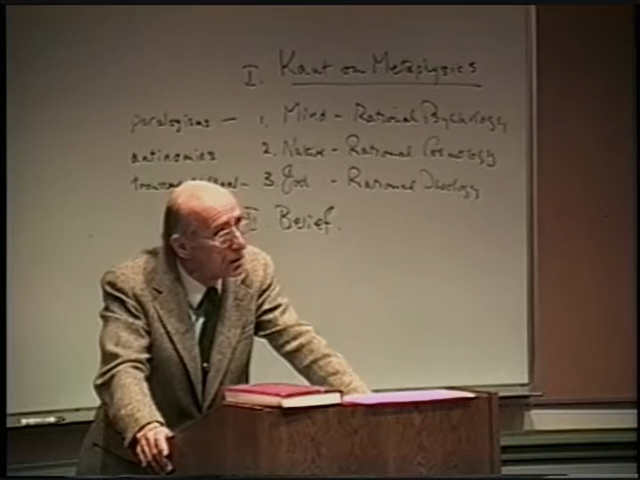 I. Kant on Metaphysics
paralogisms – 1. Mind - Rational Psychology
antinomies 2. Nature - Rational Cosmology
3 God - Rational Theology
II. Belief.